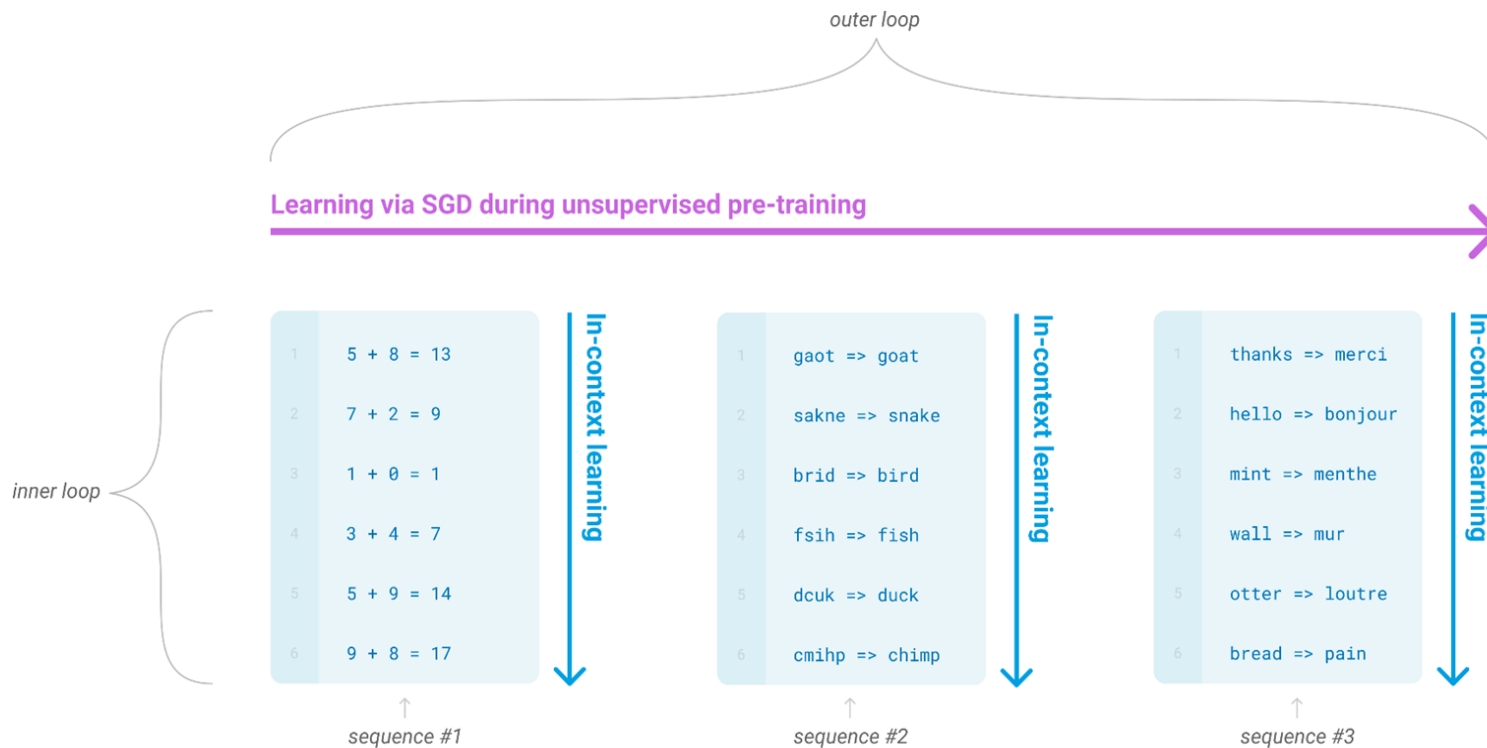 outer loop
Learning via SGD during unsupervised pre-training
inner loop
1 5 + 8 = 13
2 7 + 2 = 9
3 1 + 0 = 1
4 3 + 4 = 7
5 5 + 9 = 14
6 9 + 8 = 17
In-context learning
sequence #1
1 gaot => goat
2 sakne => snake
3 brid => bird
4 fsih => fish
5 dcuk => duck
6 cmihp => chimp
In-context learning
sequence #2
1 thanks => merci
2 hello => bonjour
3 mint => menthe
4 wall => mur
5 otter => loutre
6 bread => pain
In-context learning
sequence #3